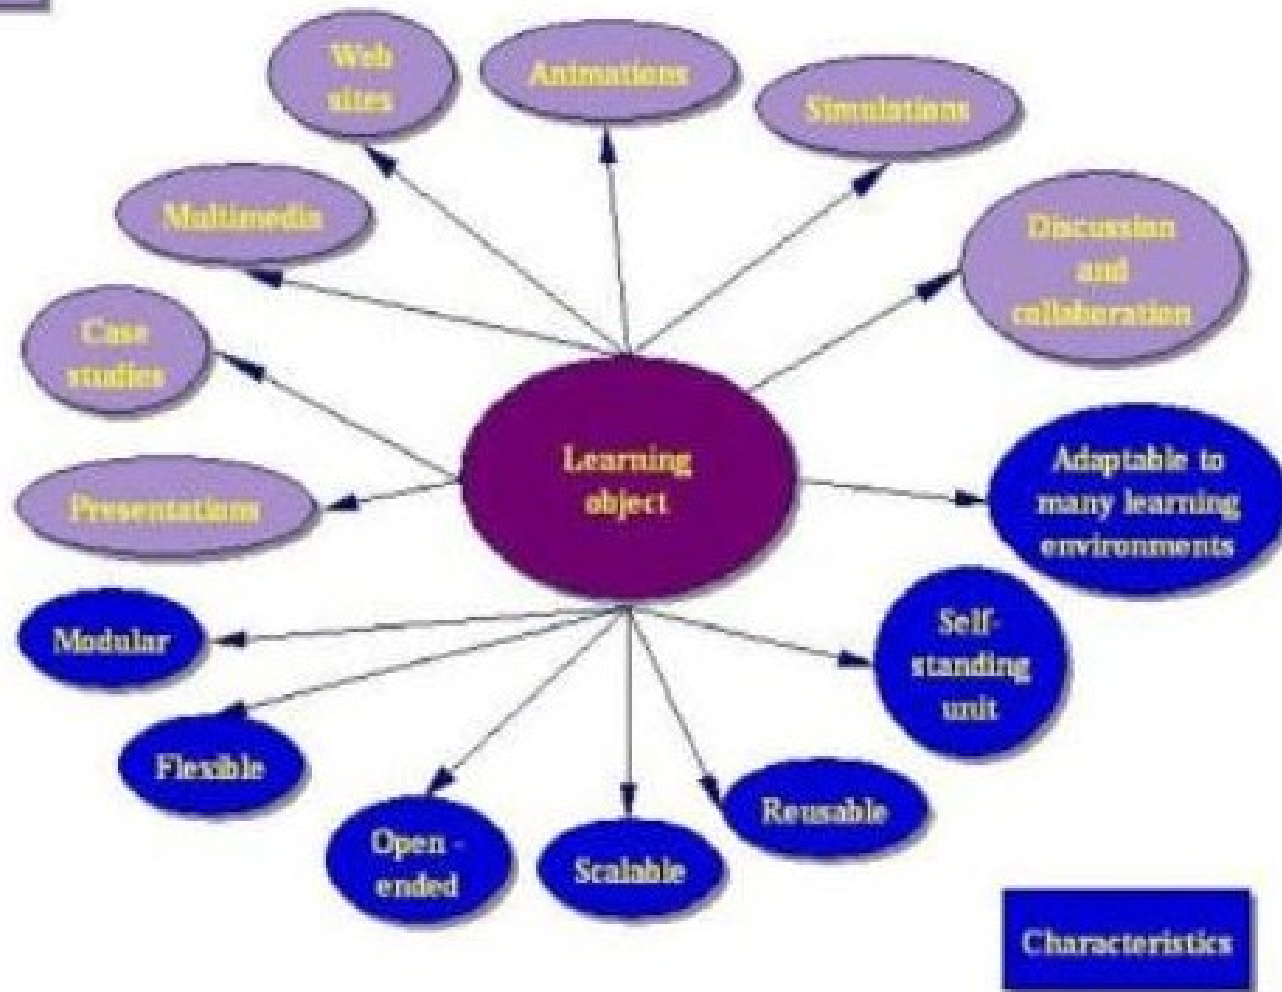 Web
sites
Animations
Simulations
Multimedia
Discussion
and
collaboration
Case
studies
Learning
object
Adaptable to
many learning
environments
Presentations
Modular
Self-
standing
unit
Flexible
Reusable
Open -
ended
Scalable
Characteristics